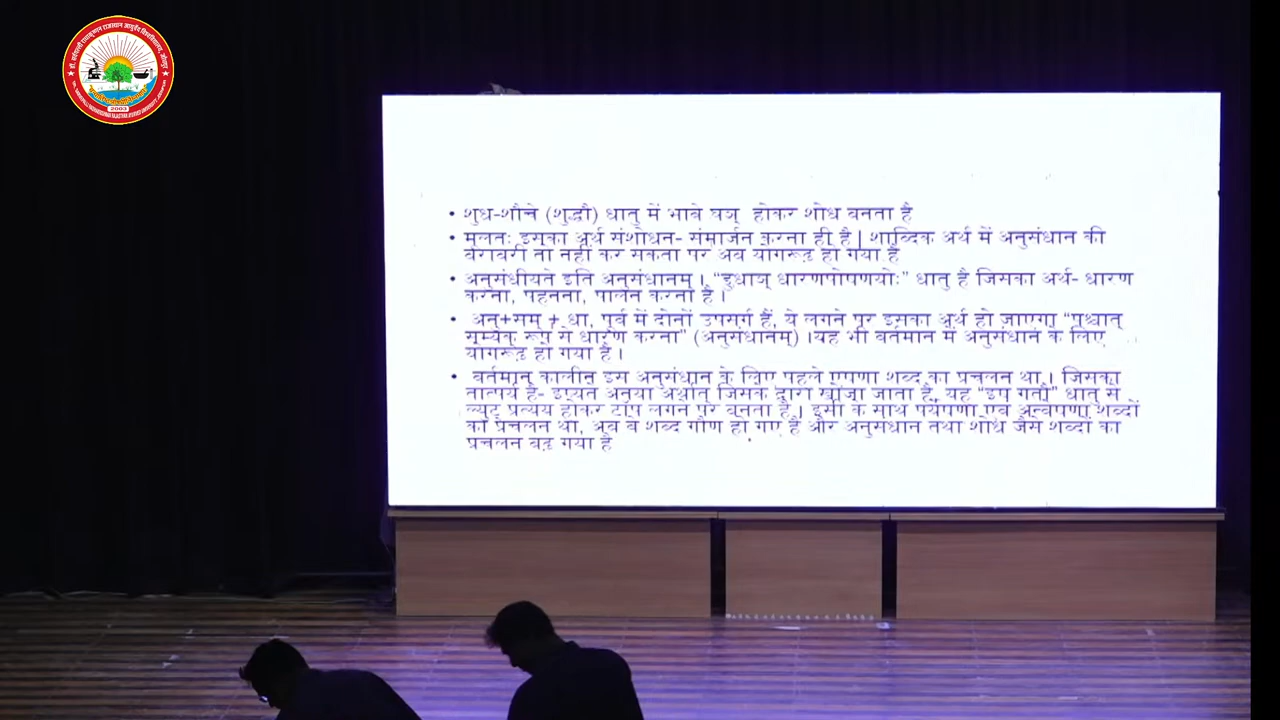 2003
• शुध-शौचे (शुद्धौ) धातु में भावे घञ् होकर शोध बनता है
• मूलतः इसका अर्थ संशोधन- संमार्जन करना ही है | शाब्दिक अर्थ में अनुसंधान की
बराबरी तो नहीं कर सकता पर अब योगरूढ़ हो गया है
• अनुसंधीयते इति अनुसंधानम् । “डुधाञ् धारणपोषणयोः” धातु है जिसका अर्थ- धारण
करना, पहनना, पालन करना है ।
• अनु+सम् + धा, पूर्व में दोनों उपसर्ग हैं, ये लगने पर इसका अर्थ हो जाएगा “पश्चात्
सम्यक् रूप से धारण करना” (अनुसंधानम्) ।यह भी वर्तमान में अनुसंधान के लिए
योगरूढ़ हो गया है ।
• वर्तमान कालीन इस अनुसंधान के लिए पहले एषणा शब्द का प्रचलन था । जिसका
तात्पर्य है- इष्यते अनया अर्थात् जिसके द्वारा खोजा जाता है, यह “इष गतौ” धातु से
ल्युट् प्रत्यय होकर टाप् लगने पर बनता है । इसी के साथ पर्येषणा एवं अन्वेषणा शब्दों
का प्रचलन था, अब वे शब्द गौण हो गए हैं और अनुसंधान तथा शोध जैसे शब्दों का
प्रचलन बढ़ गया है